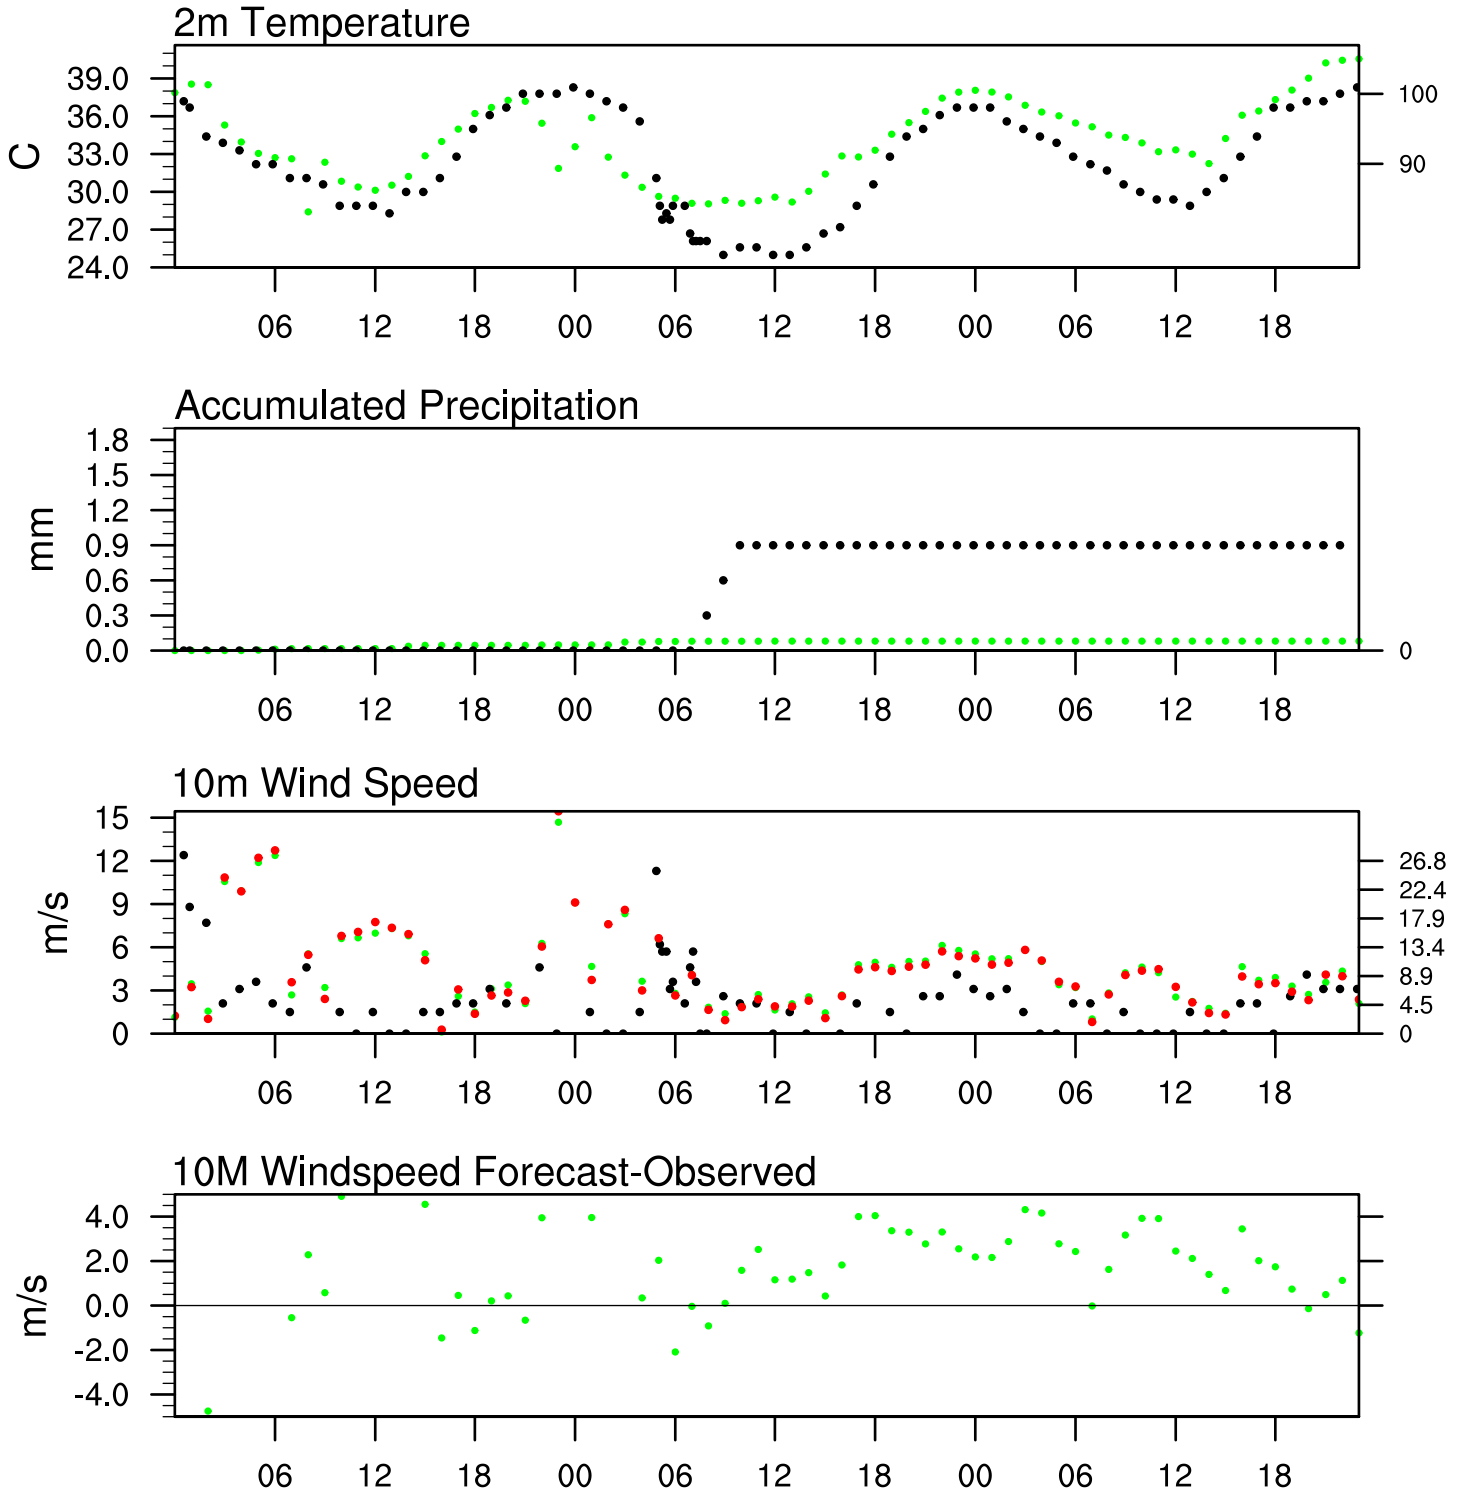 2m Temperature
39.0
36.0
33.0
30.0
27.0
24.0
C
100
90
06 12 18 00 06 12 18 00 06 12 18
Accumulated Precipitation
1.8
1.5
1.2
0.9
0.6
0.3
0.0
mm
0
06 12 18 00 06 12 18 00 06 12 18
10m Wind Speed
15
12
9
6
3
0
m/s
26.8
22.4
17.9
13.4
8.9
4.5
0
06 12 18 00 06 12 18 00 06 12 18
10M Windspeed Forecast-Observed
4.0
2.0
0.0
-2.0
-4.0
m/s
06 12 18 00 06 12 18 00 06 12 18